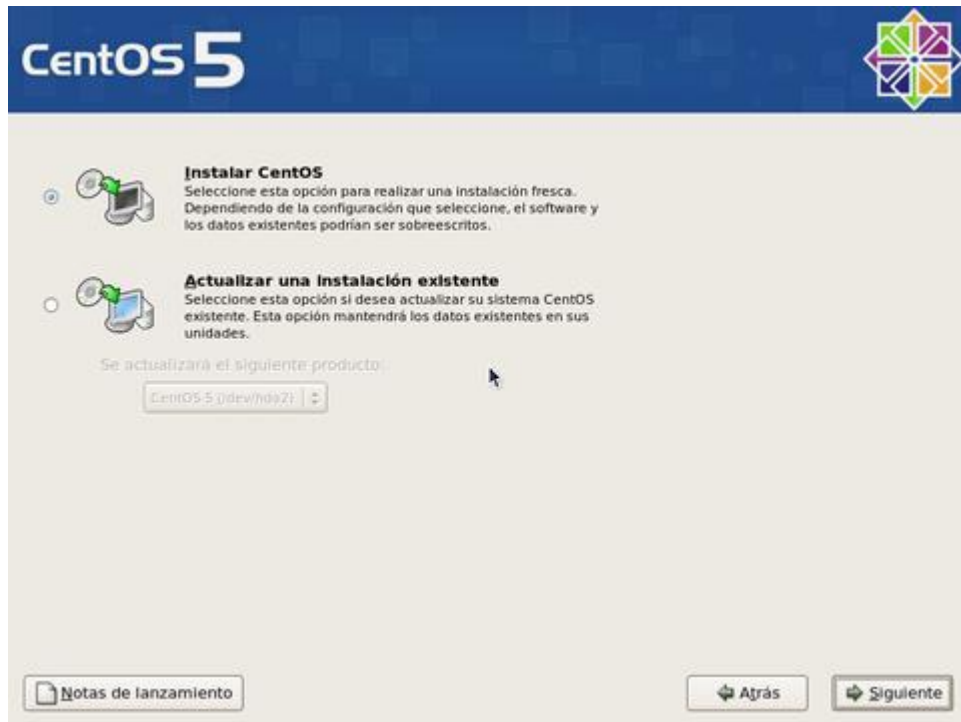 CentOS 5
Instalar CentOS
Seleccione esta opción para realizar una instalación fresca.
Dependiendo de la configuración que seleccione, el software y
los datos existentes podrían ser sobreescritos.
Actualizar una instalación existente
Seleccione esta opción si desea actualizar su sistema CentOS
existente. Esta opción mantendrá los datos existentes en sus
unidades.
Se actualizará el siguiente producto:
CentOS 5 (/dev/hda2)
Notas de lanzamiento
Atrás
Siguiente